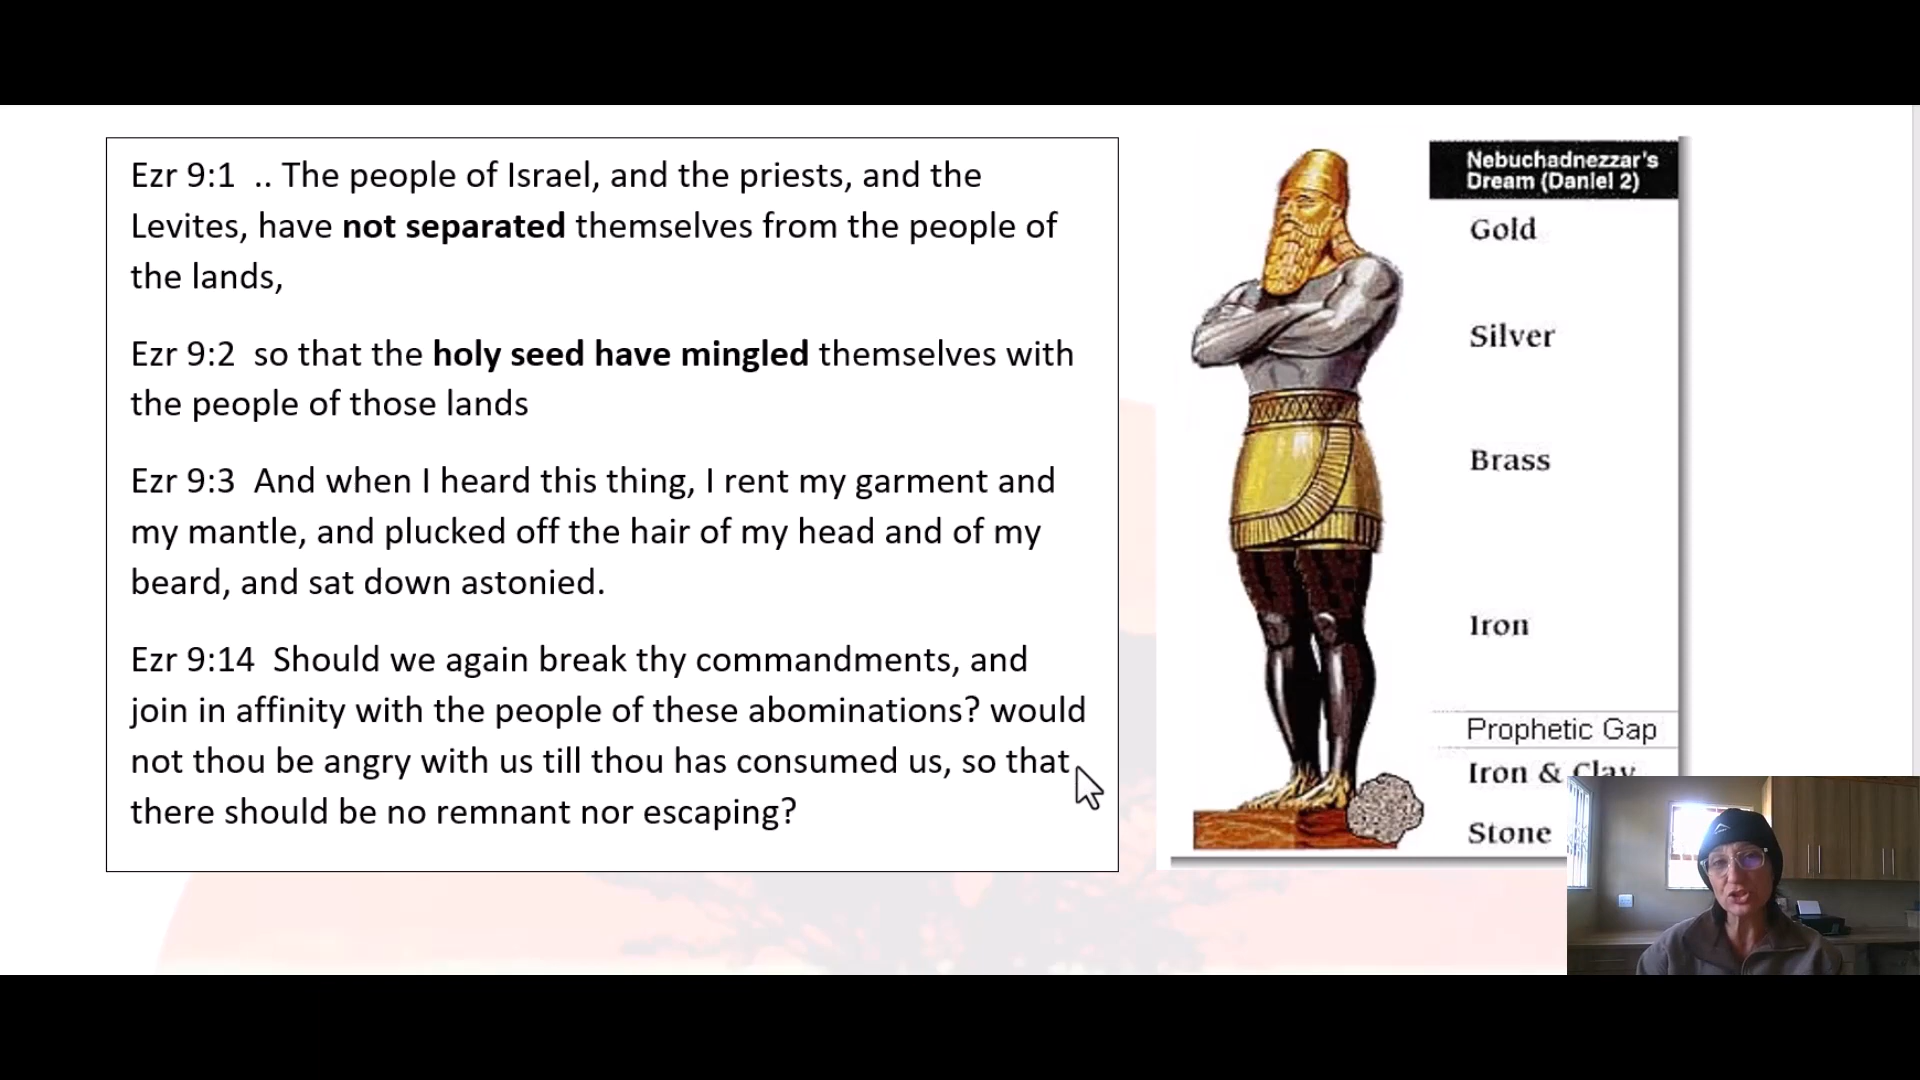 Ezr 9:1  .. The people of Israel, and the priests, and the
Levites, have not separated themselves from the people of
the lands,
Ezr 9:2  so that the holy seed have mingled themselves with
the people of those lands
Ezr 9:3  And when I heard this thing, I rent my garment and
my mantle, and plucked off the hair of my head and of my
beard, and sat down astonied.
Ezr 9:14  Should we again break thy commandments, and
join in affinity with the people of these abominations? would
not thou be angry with us till thou has consumed us, so that
there should be no remnant nor escaping?
Nebuchadnezzar's
Dream (Daniel 2)
Gold
Silver
Brass
Iron
Prophetic Gap
Iron & Clay
Stone